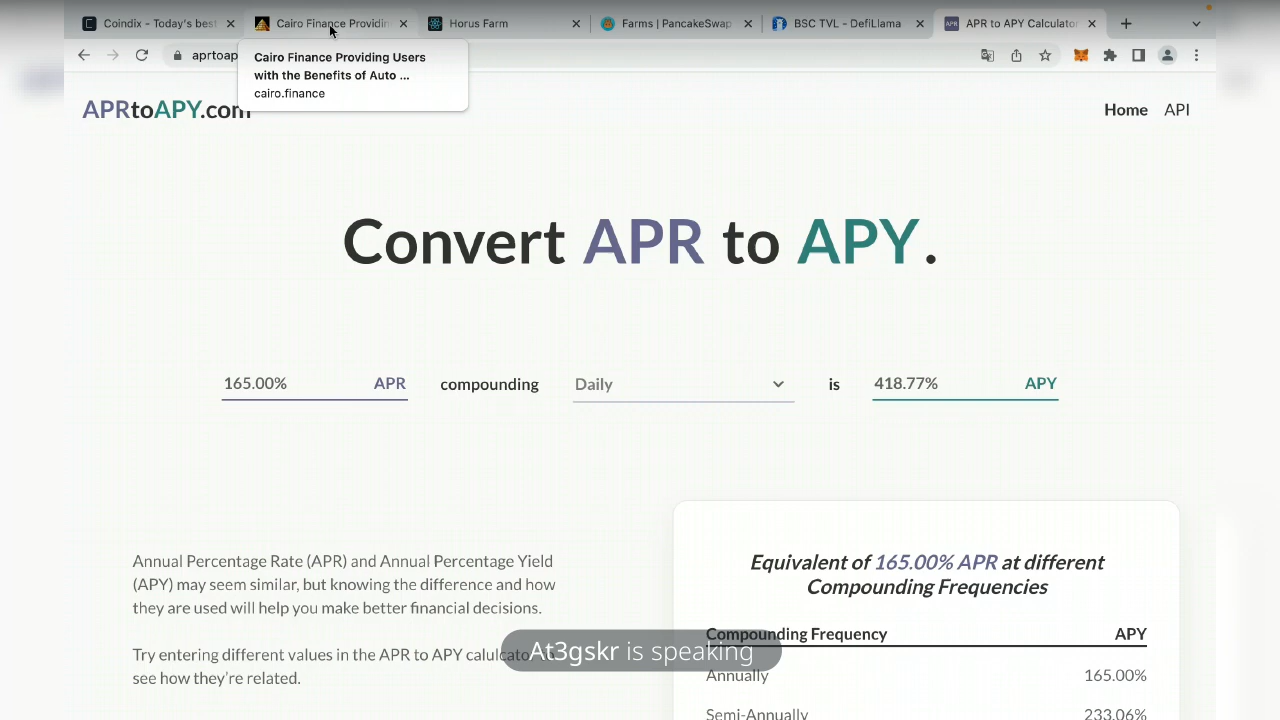 Coindix - Today's best
Cairo Finance Providin
Horus Farm
Farms | PancakeSwap
BSC TVL - DefiLlama
APR to APY Calculator
aprtoap
Cairo Finance Providing Users
with the Benefits of Auto ...
cairo.finance
APRtoAPY.com
Home
API
Convert APR to APY.
165.00%
APR
compounding
Daily
is
418.77%
APY
Annual Percentage Rate (APR) and Annual Percentage Yield
(APY) may seem similar, but knowing the difference and how
they are used will help you make better financial decisions.
Try entering different values in the APR to APY calulcator to
see how they're related.
Equivalent of 165.00% APR at different
Compounding Frequencies
Compounding Frequency
APY
Annually
165.00%
Semi-Annually
233.06%
At3gskr is speaking